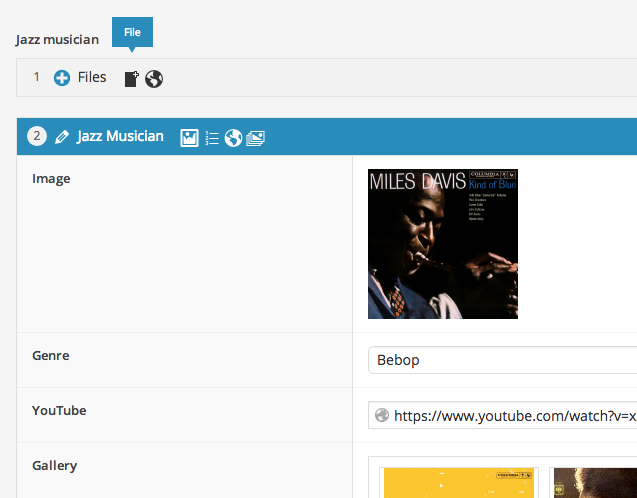 File
Jazz musician
1 Files
2 Jazz Musician
Image
MILES DAVIS
COLUMBIA
Kind of Blue
Genre
Bebop
YouTube
https://www.youtube.com/watch?v=x
Gallery